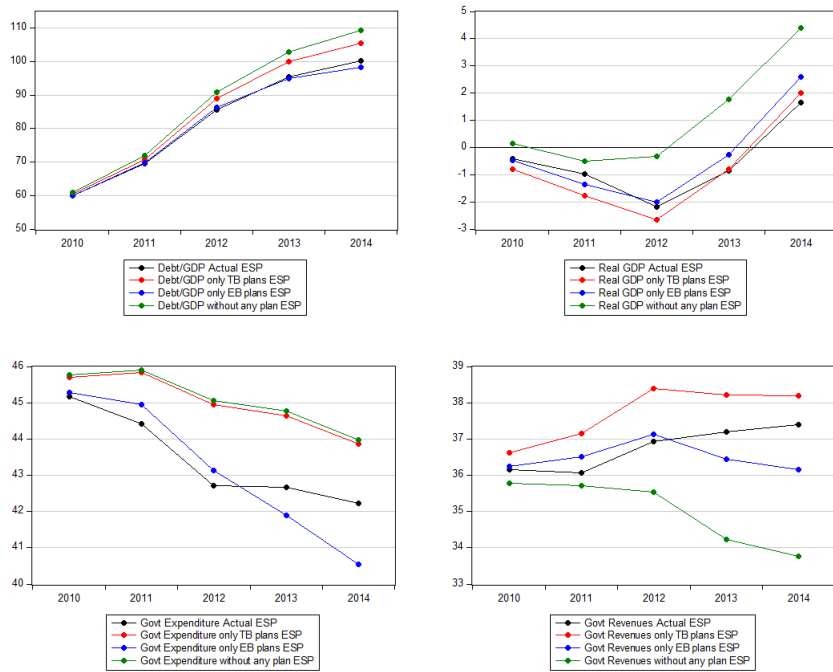 110
100
90
80
70
60
50
2010 2011 2012 2013 2014
Debt/GDP Actual ESP
Debt/GDP only TB plans ESP
Debt/GDP only EB plans ESP
Debt/GDP without any plan ESP
5
4
3
2
1
0
-1
-2
-3
2010 2011 2012 2013 2014
Real GDP Actual ESP
Real GDP only TB plans ESP
Real GDP only EB plans ESP
Real GDP without any plan ESP
46
45
44
43
42
41
40
2010 2011 2012 2013 2014
Govt Expenditure Actual ESP
Govt Expenditure only TB plans ESP
Govt Expenditure only EB plans ESP
Govt Expenditure without any plan ESP
39
38
37
36
35
34
33
2010 2011 2012 2013 2014
Govt Revenues Actual ESP
Govt Revenues only TB plans ESP
Govt Revenues only EB plans ESP
Govt Revenues without any plan ESP